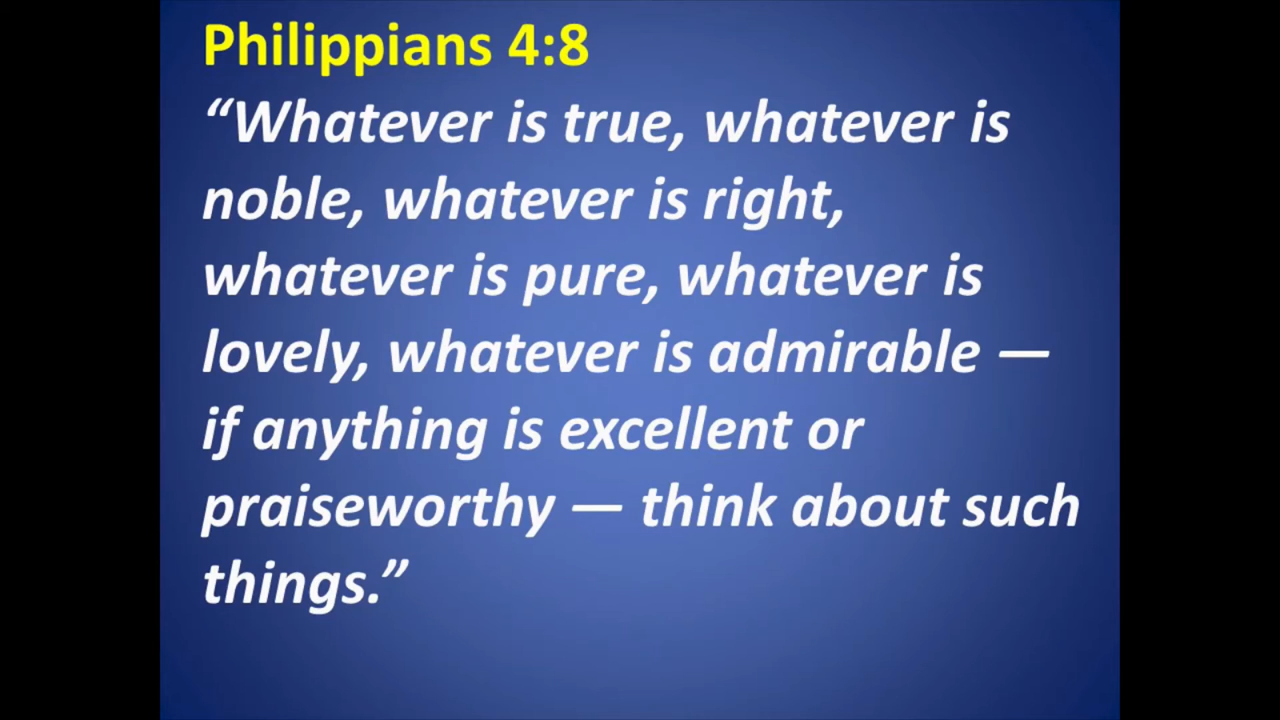 Philippians 4:8
“Whatever is true, whatever is
noble, whatever is right,
whatever is pure, whatever is
lovely, whatever is admirable —
if anything is excellent or
praiseworthy — think about such
things.”